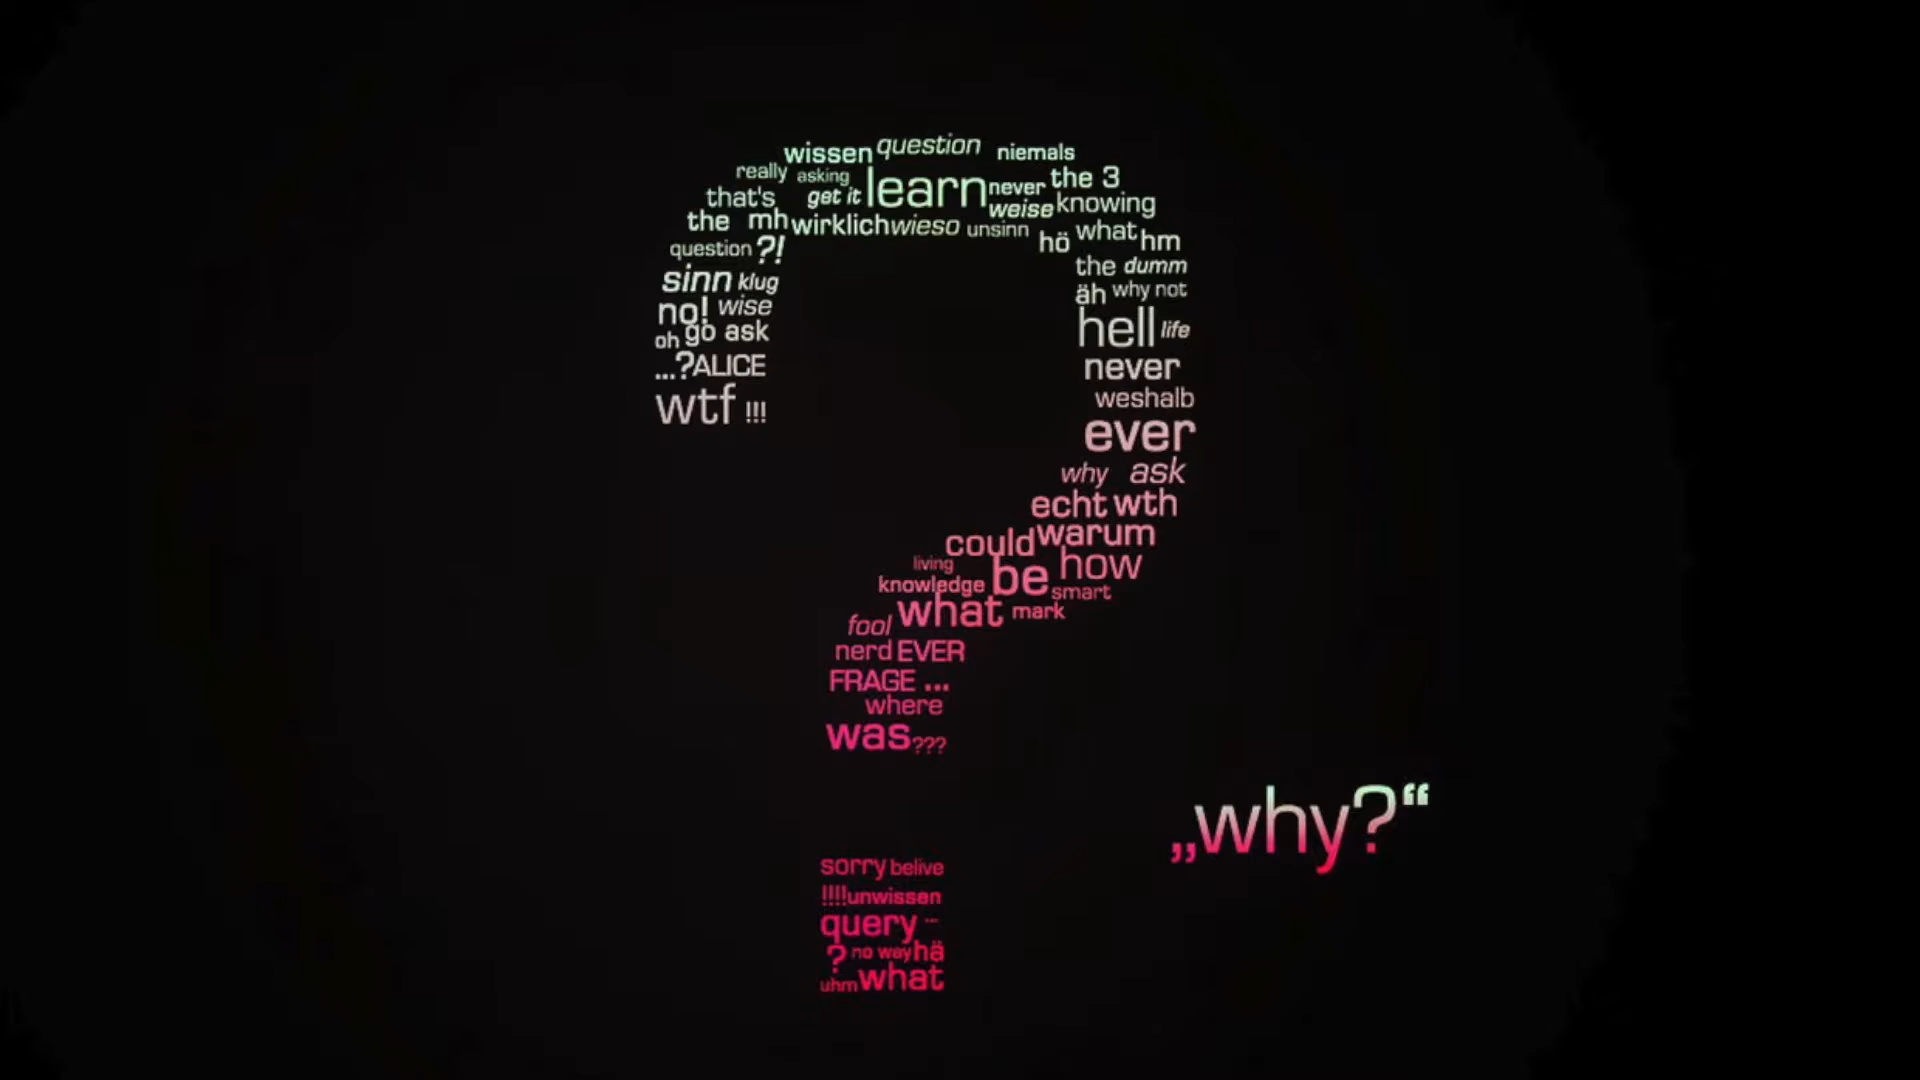 wissen question niemals
really asking get it learn never the 3
that's weise knowing
the mh wirklich wieso unsinn hö what hm
question ?! the dumm
sinn klug äh why not
no! wise hell life
oh go ask
...?ALICE never
wtf !!! weshalb
ever
why ask
echt wth
could warum
living be how
knowledge smart
what mark
fool
nerd EVER
FRAGE ...
where
was???
„why?“
sorry belive
!!!!unwissen
query ...
? no way hä
uhm what